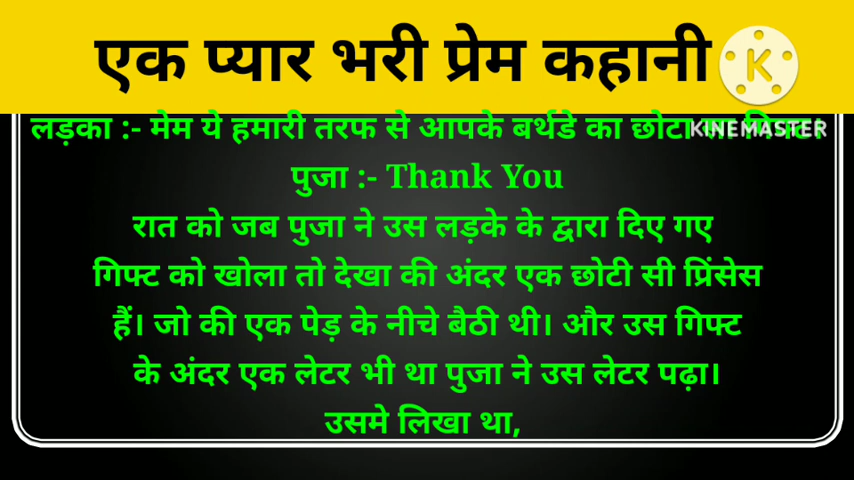 एक प्यार भरी प्रेम कहानी
K
KINEMASTER
लड़का :- मेम ये हमारी तरफ से आपके बर्थडे का छोटा
पुजा :- Thank You
रात को जब पुजा ने उस लड़के के द्वारा दिए गए
गिफ्ट को खोला तो देखा की अंदर एक छोटी सी प्रिंसेस
हैं। जो की एक पेड़ के नीचे बैठी थी। और उस गिफ्ट
के अंदर एक लेटर भी था पुजा ने उस लेटर पढ़ा।
उसमे लिखा था,